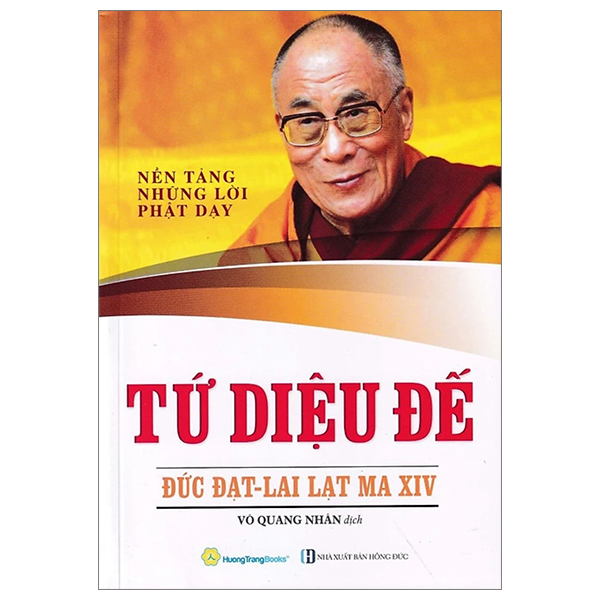 NỀN TẢNG
NHỮNG LỜI
PHẬT DẠY
TỨ DIỆU ĐẾ
ĐỨC ĐẠT-LAI LẠT MA XIV
VÕ QUANG NHÂN dịch
HuongTrangBooks™
NHÀ XUẤT BẢN HỒNG ĐỨC